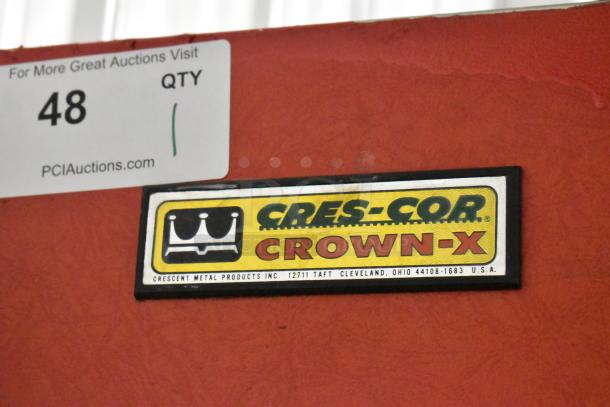 For More Great Auctions Visit
48
QTY
1
PCIAuctions.com
CRES-COR®
CROWN-X
CRESCENT METAL PRODUCTS INC. 12711 TAFT CLEVELAND, OHIO 44108-1683 U.S.A.